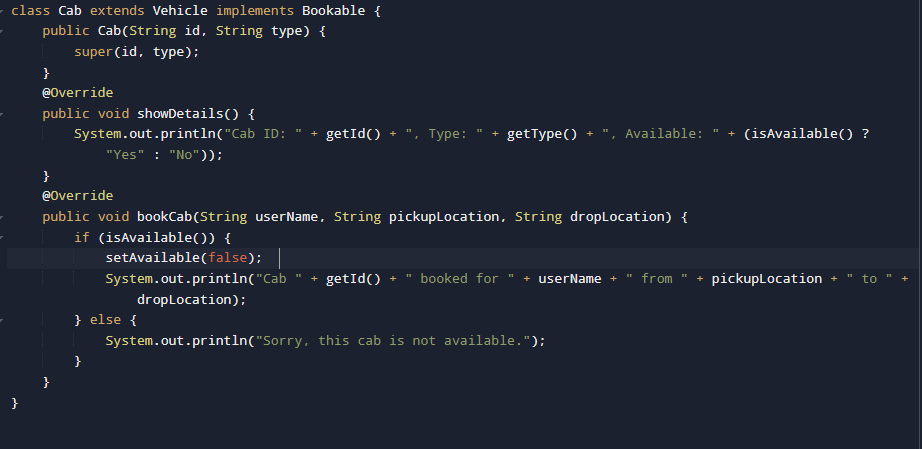 class Cab extends Vehicle implements Bookable {
    public Cab(String id, String type) {
        super(id, type);
    }
    @Override
    public void showDetails() {
        System.out.println("Cab ID: " + getId() + ", Type: " + getType() + ", Available: " + (isAvailable() ?
            "Yes" : "No"));
    }
    @Override
    public void bookCab(String userName, String pickupLocation, String dropLocation) {
        if (isAvailable()) {
            setAvailable(false);
            System.out.println("Cab " + getId() + " booked for " + userName + " from " + pickupLocation + " to " +
                dropLocation);
        } else {
            System.out.println("Sorry, this cab is not available.");
        }
    }
}